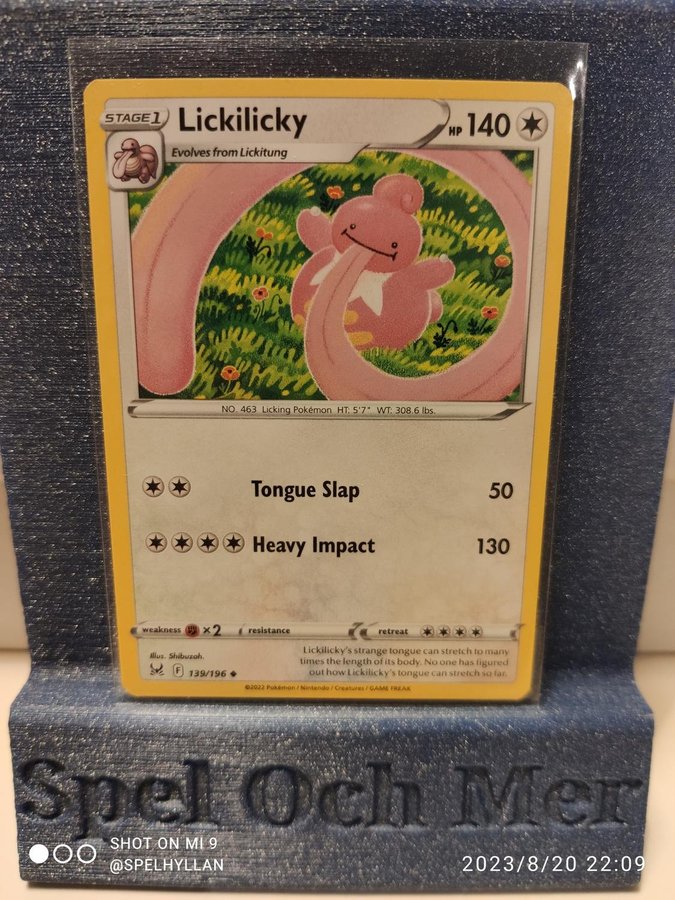 STAGE 1 Lickilicky HP 140
Evolves from Lickitung
NO. 463 Licking Pokémon HT: 5'7" WT: 308.6 lbs.
Tongue Slap 50
Heavy Impact 130
weakness ×2 resistance retreat
Illus. Shibuzoh.
Lickilicky's strange tongue can stretch to many
times the length of its body. No one has figured
out how Lickilicky's tongue can stretch so far.
F 139/196
©2022 Pokémon / Nintendo / Creatures / GAME FREAK
Spel Och Mer
SHOT ON MI 9
@SPELHYLLAN
2023/8/20 22:09